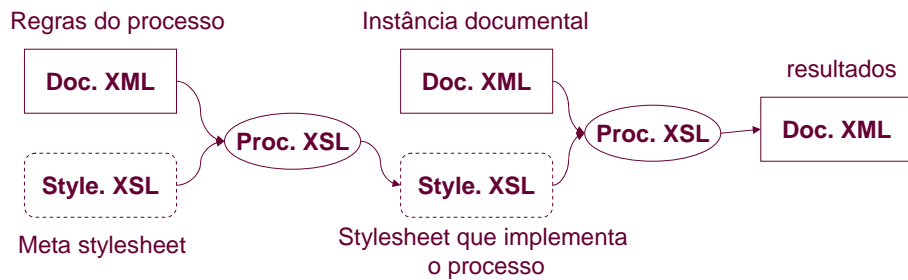 Regras do processo
Instância documental
resultados
Doc. XML
Doc. XML
Doc. XML
Proc. XSL
Proc. XSL
Style. XSL
Style. XSL
Meta stylesheet
Stylesheet que implementa
o processo